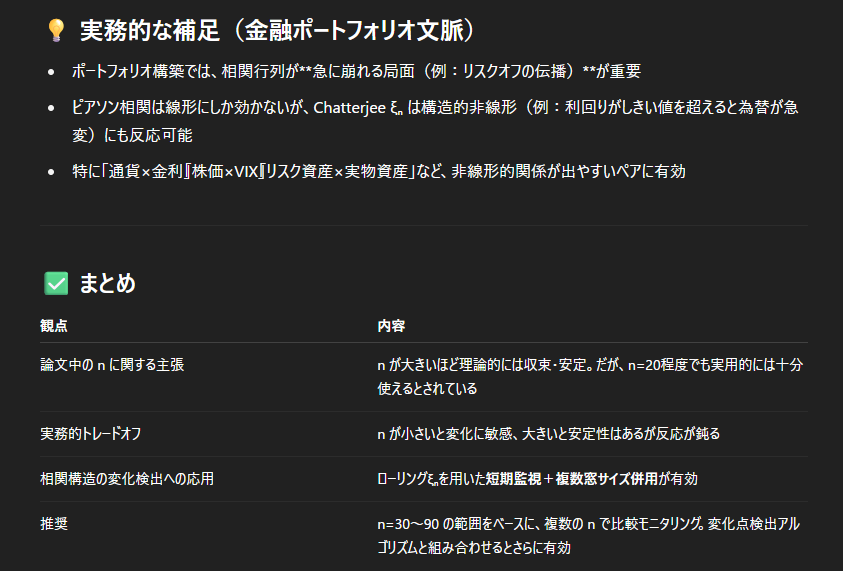 💡 実務的な補足（金融ポートフォリオ文脈）
• ポートフォリオ構築では、相関行列が**急に崩れる局面（例：リスクオフの伝播）**が重要
• ピアソン相関は線形にしか効かないが、Chatterjee ξₙ は構造的非線形（例：利回りがしきい値を超えると為替が急
変）にも反応可能
• 特に「通貨×金利」「株価×VIX」「リスク資産×実物資産」など、非線形的関係が出やすいペアに有効
✅ まとめ
観点 内容
論文中の n に関する主張 n が大きいほど理論的には収束・安定。だが、n=20程度でも実用的には十分
使えるとされている
実務的トレードオフ n が小さいと変化に敏感、大きいと安定性はあるが反応が鈍る
相関構造の変化検出への応用 ローリングξₙを用いた短期監視＋複数窓サイズ併用が有効
推奨 n=30～90 の範囲をベースに、複数の n で比較モニタリング。変化点検出アル
ゴリズムと組み合わせるとさらに有効